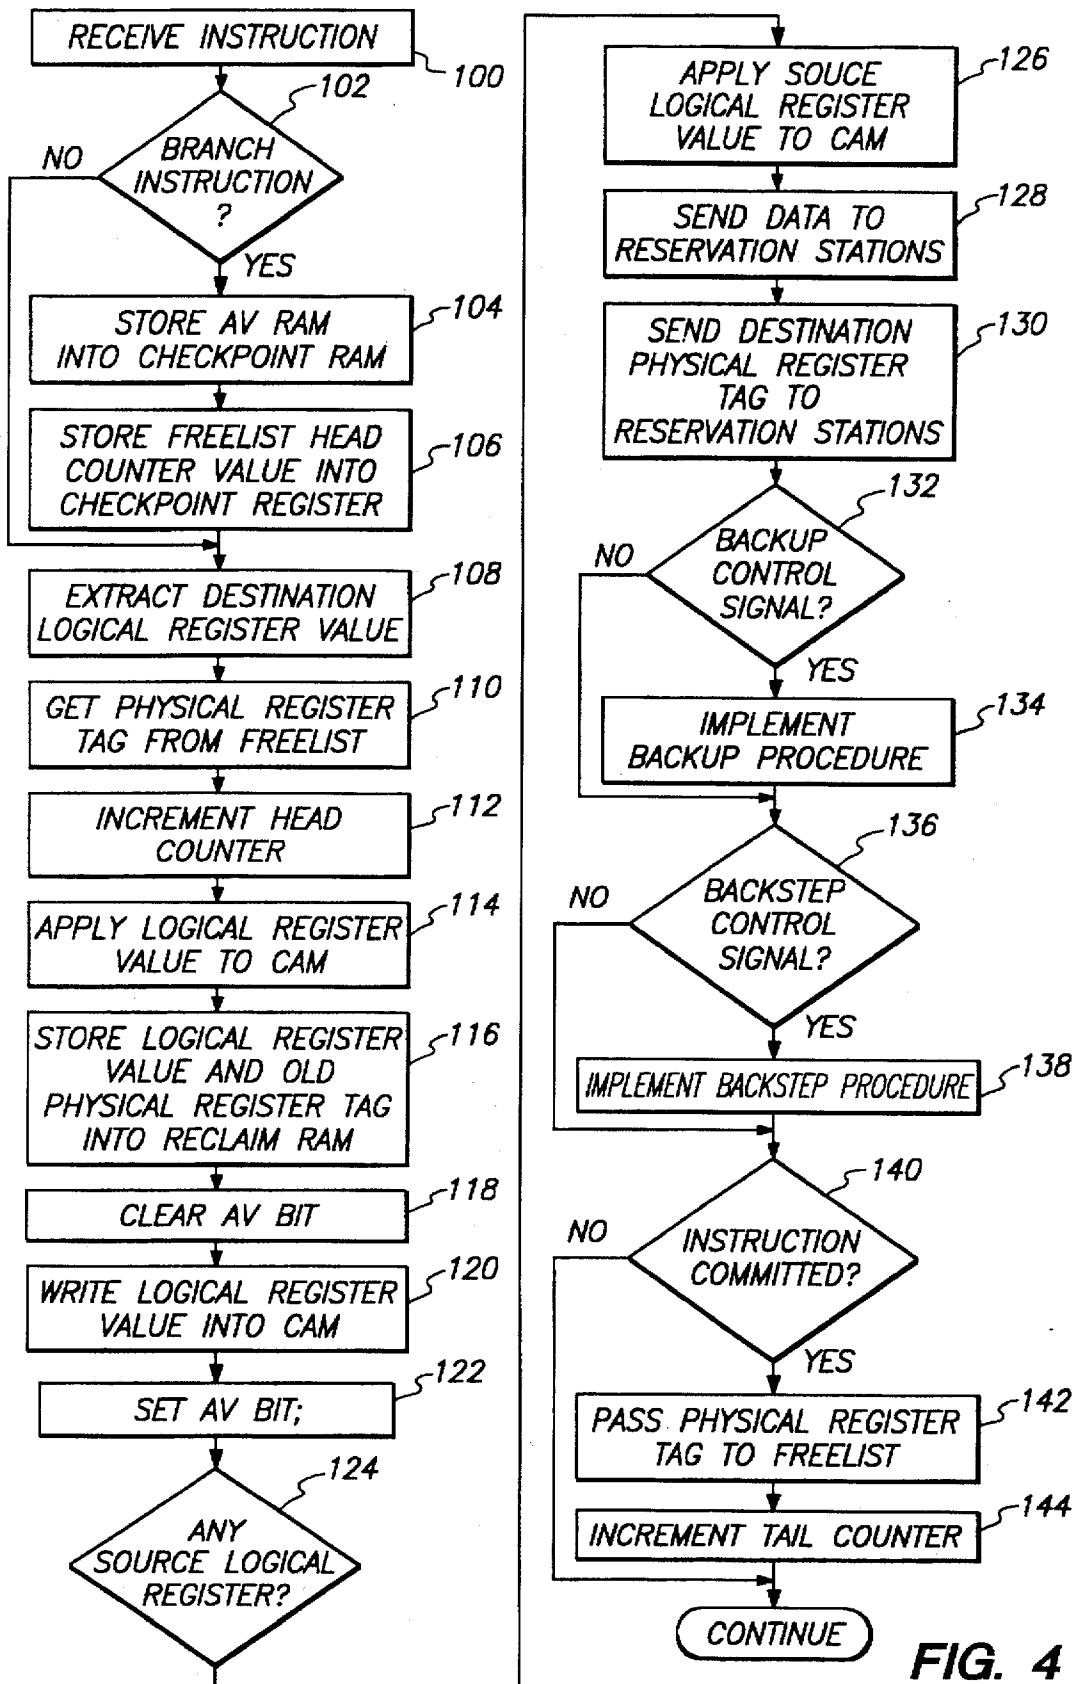 RECEIVE INSTRUCTION
100
102
BRANCH
INSTRUCTION
?
NO
YES
STORE AV RAM
INTO CHECKPOINT RAM
104
STORE FREELIST HEAD
COUNTER VALUE INTO
CHECKPOINT REGISTER
106
EXTRACT DESTINATION
LOGICAL REGISTER VALUE
108
GET PHYSICAL REGISTER
TAG FROM FREELIST
110
INCREMENT HEAD
COUNTER
112
APPLY LOGICAL REGISTER
VALUE TO CAM
114
STORE LOGICAL REGISTER
VALUE AND OLD
PHYSICAL REGISTER TAG
INTO RECLAIM RAM
116
CLEAR AV BIT
118
WRITE LOGICAL REGISTER
VALUE INTO CAM
120
SET AV BIT;
122
124
ANY
SOURCE LOGICAL
REGISTER?
APPLY SOUCE
LOGICAL REGISTER
VALUE TO CAM
126
SEND DATA TO
RESERVATION STATIONS
128
SEND DESTINATION
PHYSICAL REGISTER
TAG TO
RESERVATION STATIONS
130
132
BACKUP
CONTROL
SIGNAL?
NO
YES
IMPLEMENT
BACKUP PROCEDURE
134
136
BACKSTEP
CONTROL
SIGNAL?
NO
YES
IMPLEMENT BACKSTEP PROCEDURE
138
140
INSTRUCTION
COMMITTED?
NO
YES
PASS PHYSICAL REGISTER
TAG TO FREELIST
142
INCREMENT TAIL COUNTER
144
CONTINUE
FIG. 4